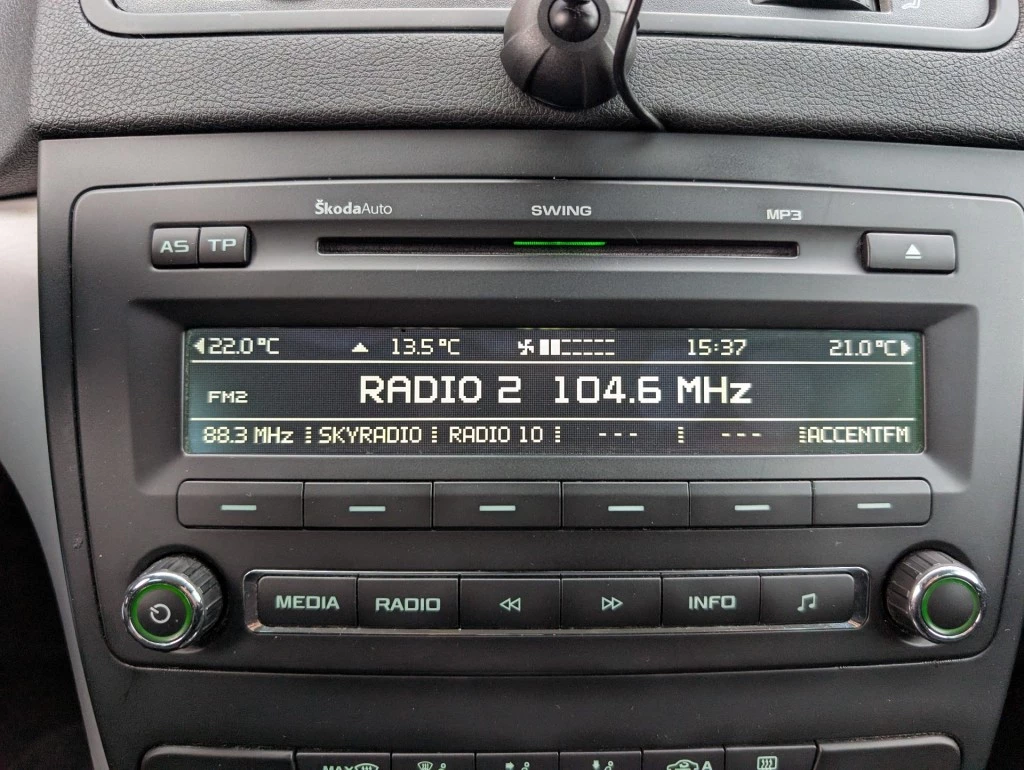 ŠkodaAuto SWING MP3
AS TP
22.0°C 13.5°C 15:37 21.0°C
FM2 RADIO 2 104.6 MHz
88.3 MHz SKYRADIO RADIO 10 --- --- ACCENTFM
MEDIA RADIO INFO
MAX A